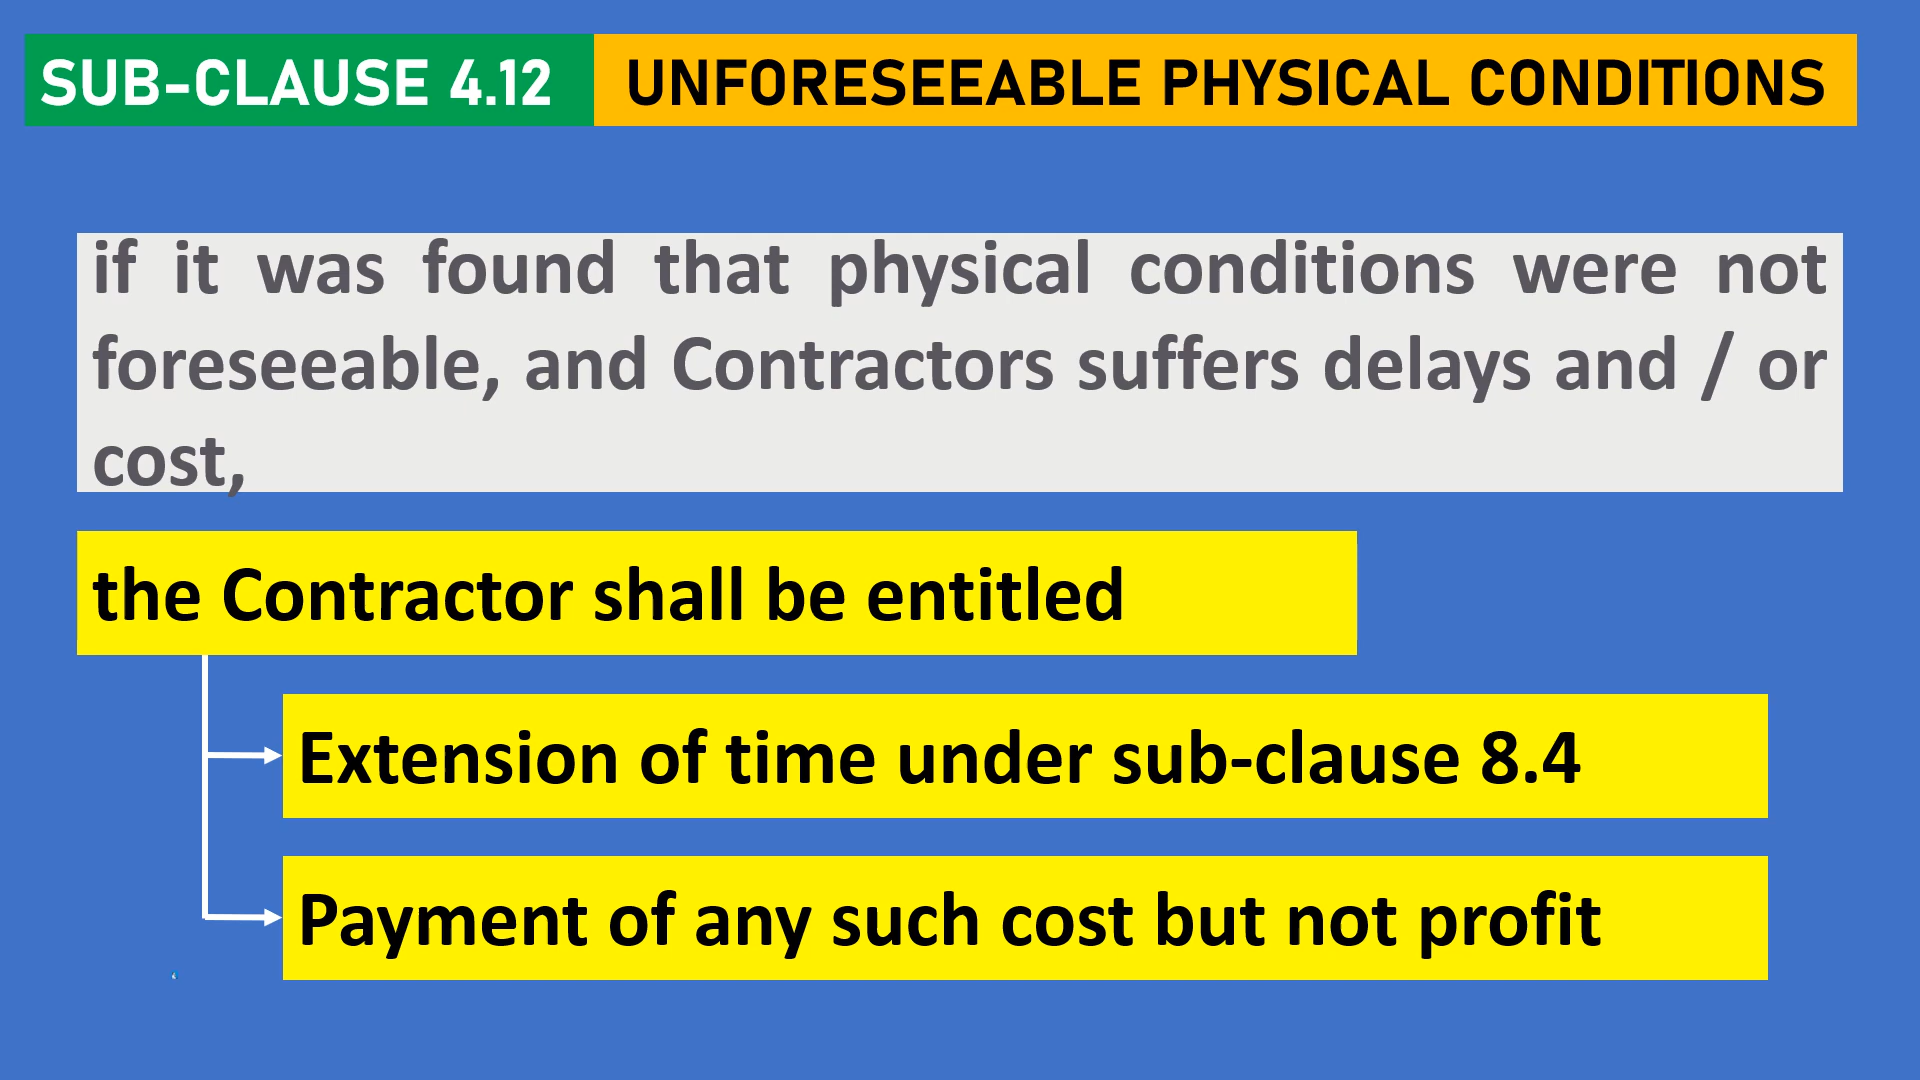 SUB-CLAUSE 4.12 UNFORESEEABLE PHYSICAL CONDITIONS
if it was found that physical conditions were not
foreseeable, and Contractors suffers delays and / or
cost,
the Contractor shall be entitled
Extension of time under sub-clause 8.4
Payment of any such cost but not profit